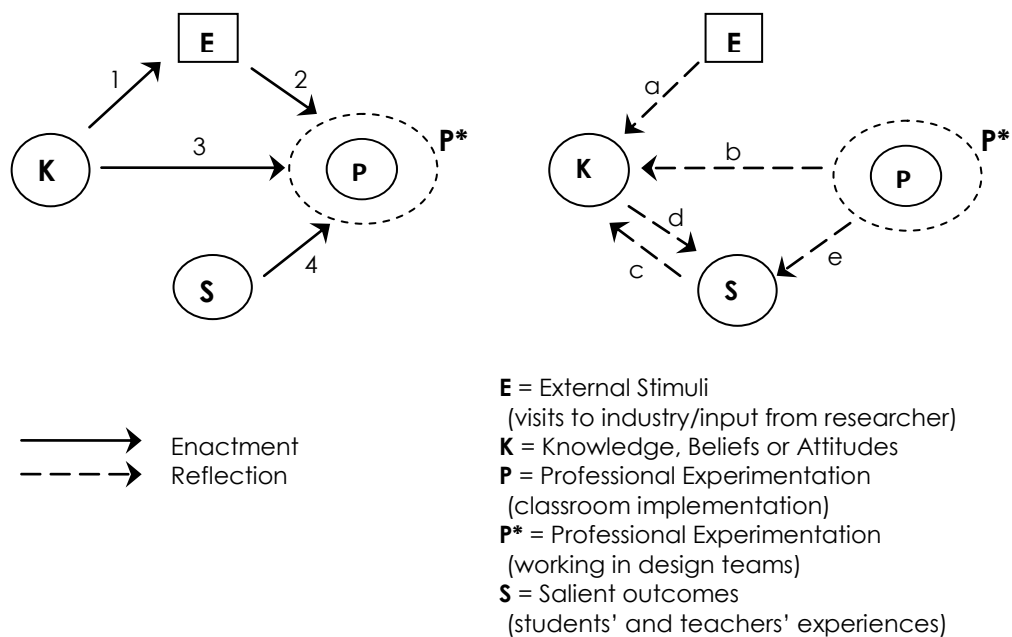 E
1
2
P*
K
3
P
4
S
E
a
P*
K
b
P
d
c
e
S
Enactment
Reflection
E = External Stimuli
(visits to industry/input from researcher)
K = Knowledge, Beliefs or Attitudes
P = Professional Experimentation
(classroom implementation)
P* = Professional Experimentation
(working in design teams)
S = Salient outcomes
(students’ and teachers’ experiences)